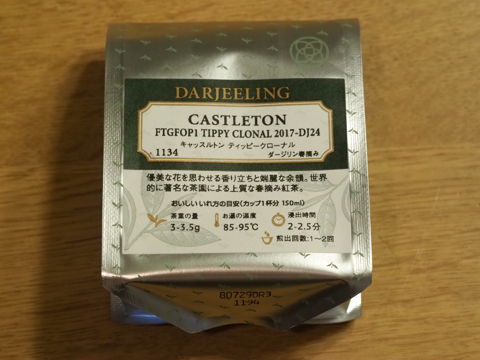 DARJEELING
CASTLETON
FTGFOP1 TIPPY CLONAL 2017-DJ24
キャッスルトン ティッピークローナル
1134 ダージリン春摘み
優美な花を思わせる香り立ちと端麗な余韻。世界
的に著名な茶園による上質な春摘み紅茶。
おいしいいれ方の目安(カップ1杯分 150ml)
茶葉の量 お湯の温度 浸出時間
3-3.5g 85-95℃ 2-2.5分
煎出回数:1〜2回
80729DR3
1194